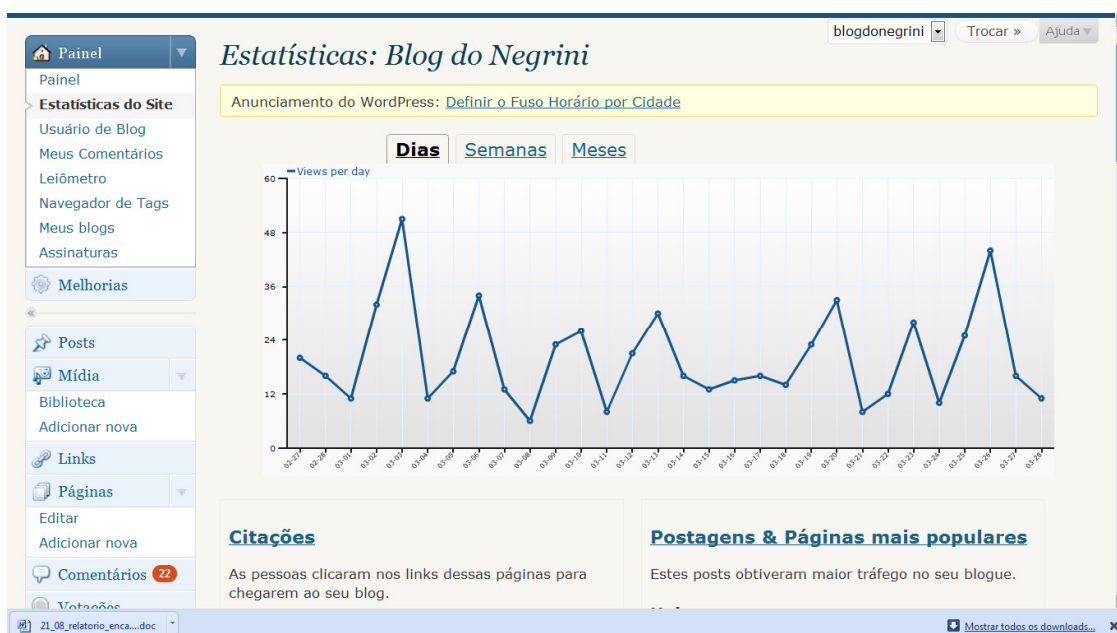 blogdonegrini
Trocar »
Ajuda
Painel
Painel
Estatísticas do Site
Usuário de Blog
Meus Comentários
Leiômetro
Navegador de Tags
Meus blogs
Assinaturas
Melhorias
«
Posts
Mídia
Biblioteca
Adicionar nova
Links
Páginas
Editar
Adicionar nova
Comentários 22
Votações
Estatísticas: Blog do Negrini
Anunciamento do WordPress: Definir o Fuso Horário por Cidade
Dias Semanas Meses
Views per day
60
48
36
24
12
0
02-27 02-28 03-01 03-02 03-03 03-04 03-05 03-06 03-07 03-08 03-09 03-10 03-11 03-12 03-13 03-14 03-15 03-16 03-17 03-18 03-19 03-20 03-21 03-22 03-23 03-24 03-25 03-26 03-27 03-28
Citações
As pessoas clicaram nos links dessas páginas para
chegarem ao seu blog.
Postagens & Páginas mais populares
Estes posts obtiveram maior tráfego no seu blogue.
21_08_relatorio_enca....doc
Mostrar todos os downloads...